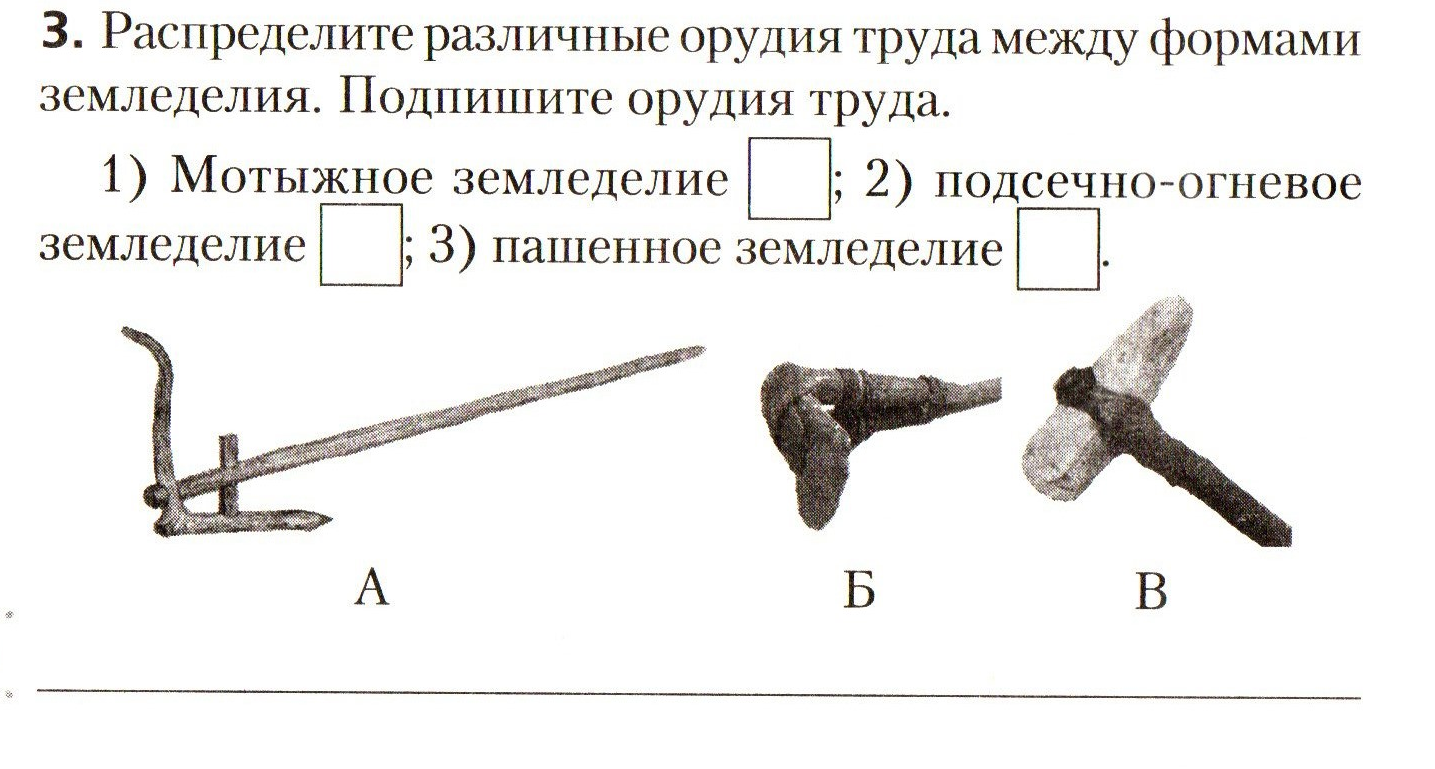 3. Распределите различные орудия труда между формами
земледелия. Подпишите орудия труда.
1) Мотыжное земледелие ; 2) подсечно-огневое
земледелие ; 3) пашенное земледелие .
А Б В